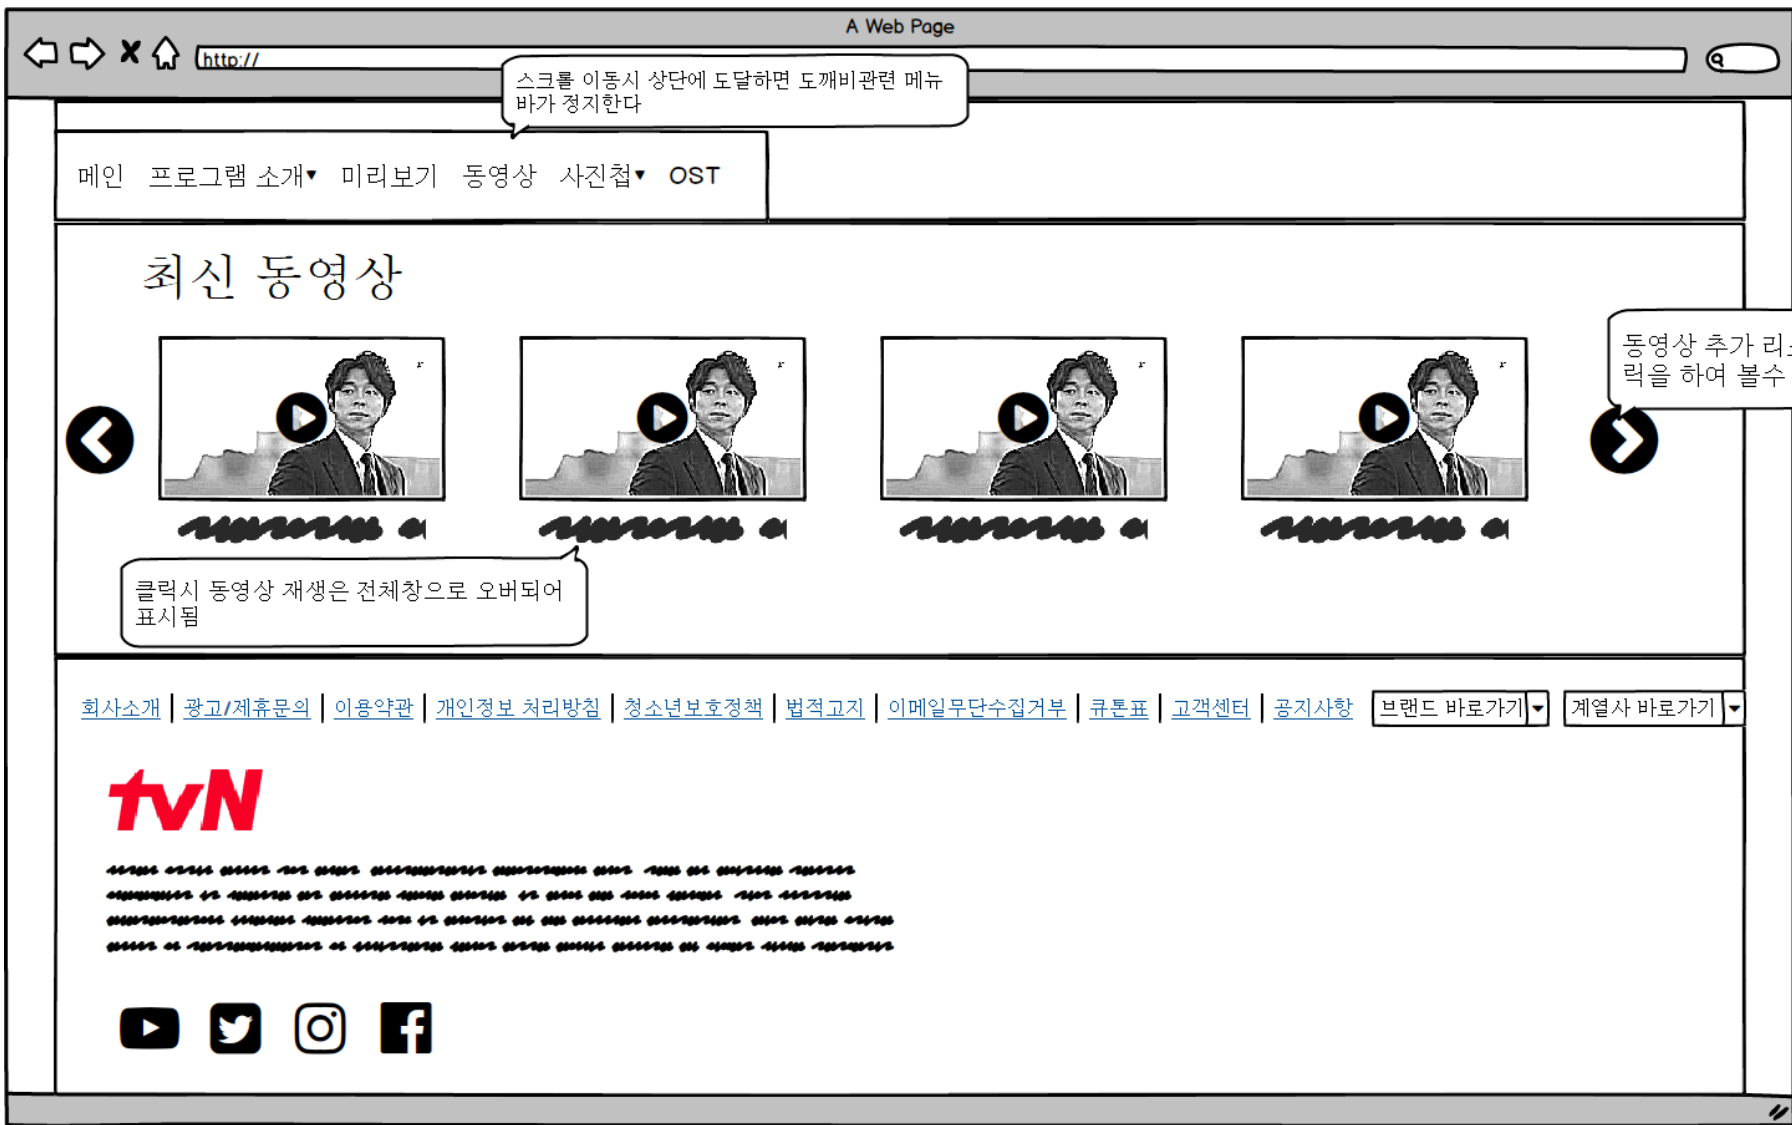 A Web Page
http://
스크롤 이동시 상단에 도달하면 도깨비관련 메뉴
바가 정지한다
메인 프로그램 소개▾ 미리보기 동영상 사진첩▾ OST
최신 동영상
동영상 추가 리
력을 하여 볼수
클릭시 동영상 재생은 전체창으로 오버되어
표시됨
회사소개 | 광고/제휴문의 | 이용약관 | 개인정보 처리방침 | 청소년보호정책 | 법적고지 | 이메일무단수집거부 | 큐톤표 | 고객센터 | 공지사항 브랜드 바로가기 계열사 바로가기
tvN